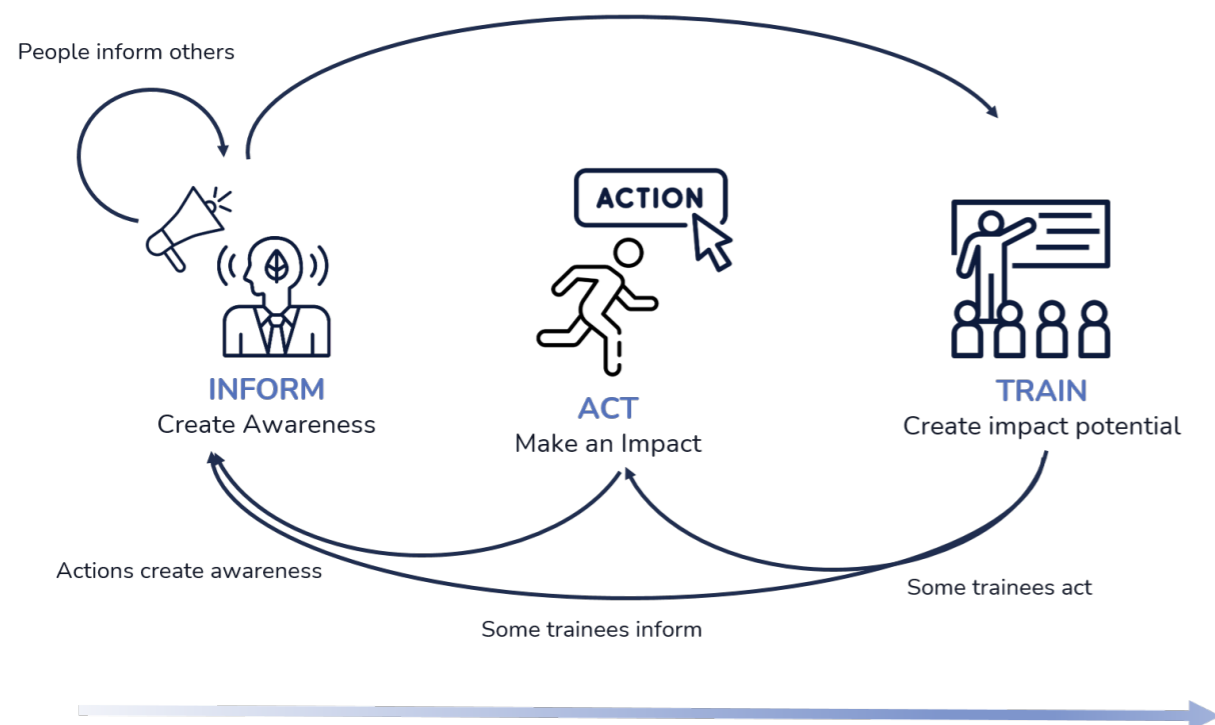 People inform others
ACTION
INFORM
Create Awareness
ACT
Make an Impact
TRAIN
Create impact potential
Actions create awareness
Some trainees act
Some trainees inform